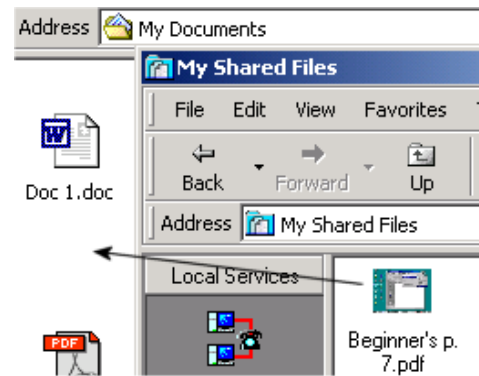 Address My Documents
My Shared Files
File Edit View Favorites
Back Forward Up
Doc 1.doc
Address My Shared Files
Local Services
PDF
Beginner's p.
7.pdf